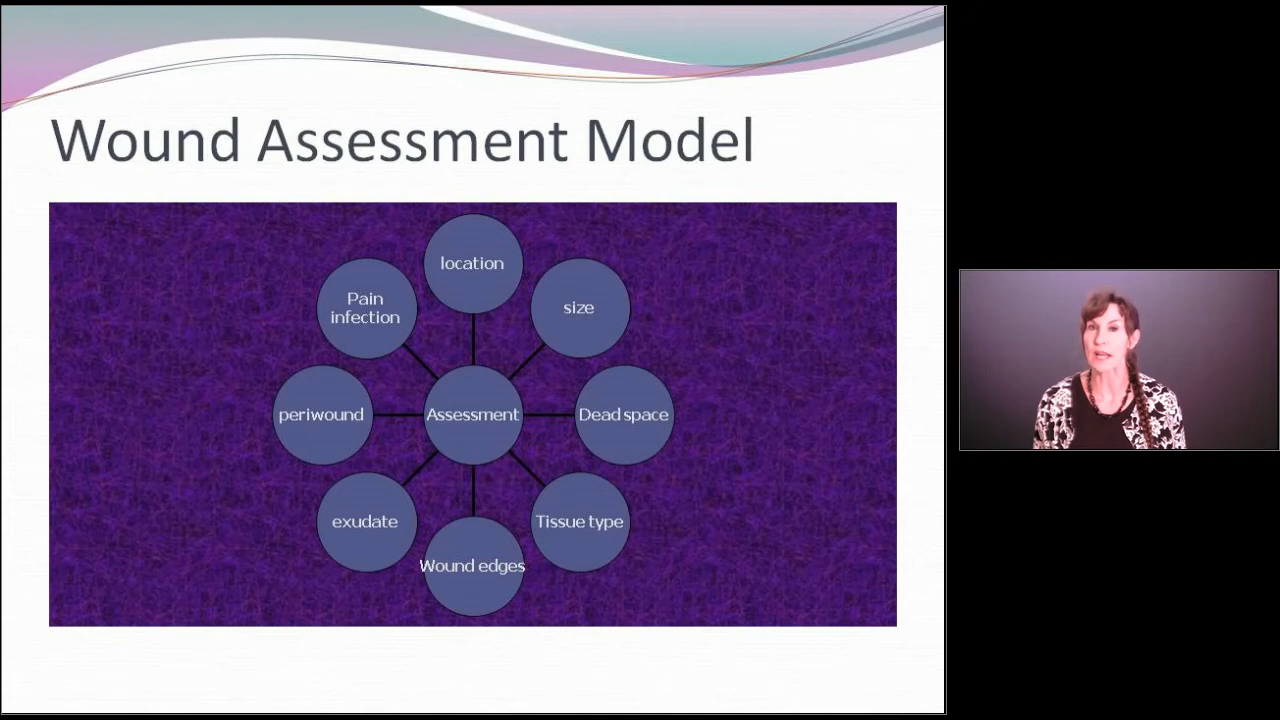 Wound Assessment Model
location
size
Dead space
Tissue type
Wound edges
exudate
periwound
Pain
infection
Assessment